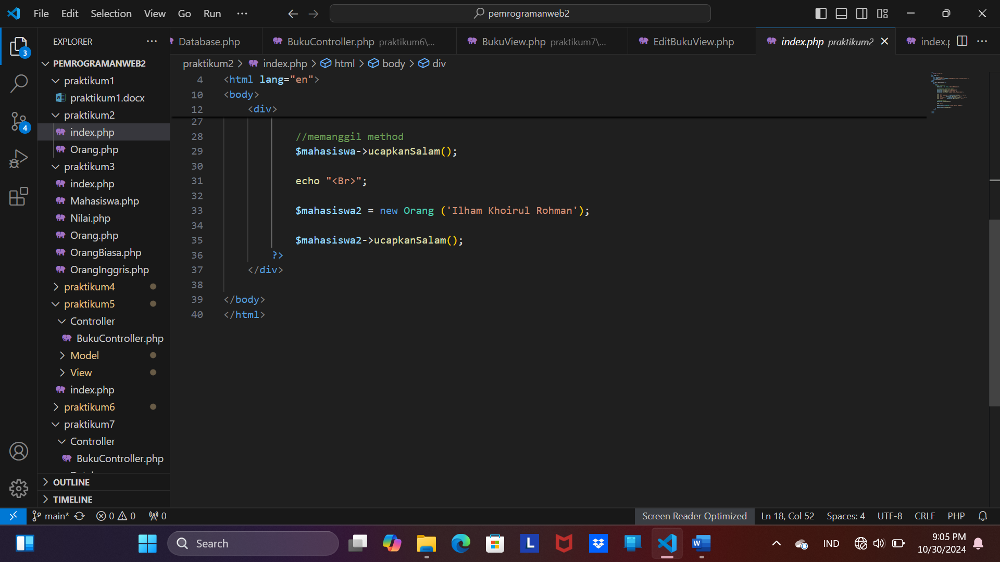 File Edit Selection View Go Run ···
pemrogramanweb2
EXPLORER
Database.php
BukuController.php praktikum6\...
BukuView.php praktikum7\...
EditBukuView.php
index.php praktikum2
PEMROGRAMANWEB2
praktikum1
praktikum1.docx
praktikum2
index.php
Orang.php
praktikum3
index.php
Mahasiswa.php
Nilai.php
Orang.php
OrangBiasa.php
OrangInggris.php
praktikum4
praktikum5
Controller
BukuController.php
Model
View
index.php
praktikum6
praktikum7
Controller
BukuController.php
OUTLINE
TIMELINE
3
4
praktikum2 > index.php > html > body > div
4 <html lang="en">
10 <body>
12 <div>
27
28 //memanggil method
29 $mahasiswa->ucapkanSalam();
30
31 echo "<Br>";
32
33 $mahasiswa2 = new Orang ('Ilham Khoirul Rohman');
34
35 $mahasiswa2->ucapkanSalam();
36 ?>
37 </div>
38
39 </body>
40 </html>
main* 0 0 0
Screen Reader Optimized Ln 18, Col 52 Spaces: 4 UTF-8 CRLF PHP
Search
L
W
IND
9:05 PM
10/30/2024